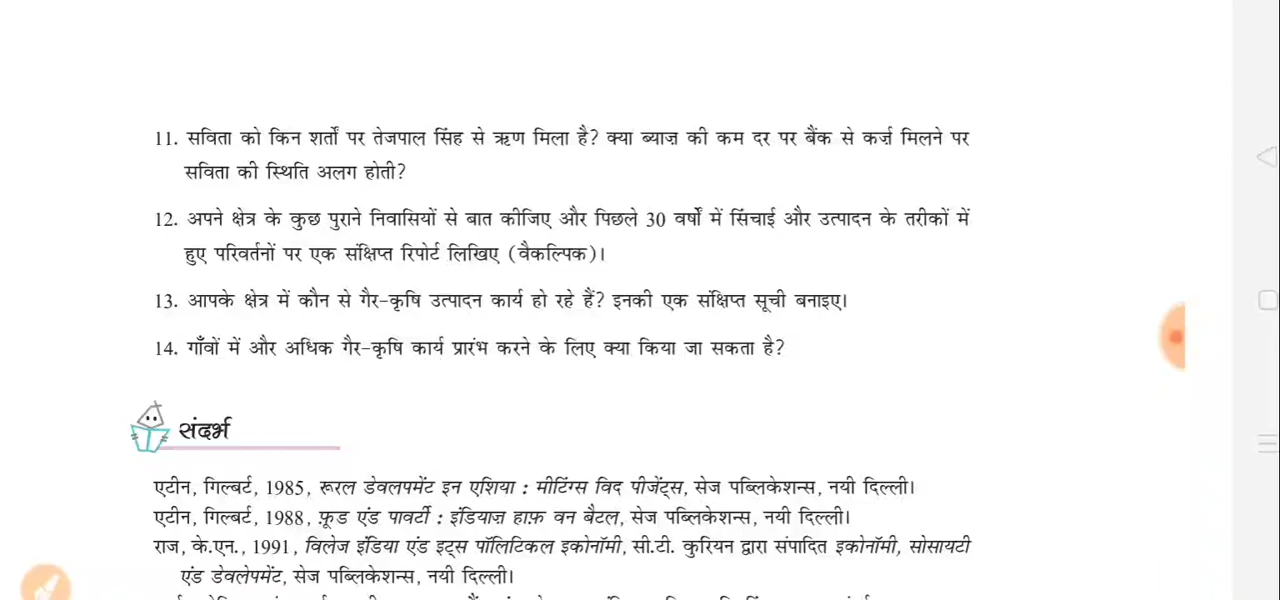 11. सविता को किन शर्तों पर तेजपाल सिंह से ऋण मिला है? क्या ब्याज़ की कम दर पर बैंक से कर्ज़ मिलने पर
सविता की स्थिति अलग होती?
12. अपने क्षेत्र के कुछ पुराने निवासियों से बात कीजिए और पिछले 30 वर्षों में सिंचाई और उत्पादन के तरीकों में
हुए परिवर्तनों पर एक संक्षिप्त रिपोर्ट लिखिए (वैकल्पिक)।
13. आपके क्षेत्र में कौन से गैर-कृषि उत्पादन कार्य हो रहे हैं? इनकी एक संक्षिप्त सूची बनाइए।
14. गाँवों में और अधिक गैर-कृषि कार्य प्रारंभ करने के लिए क्या किया जा सकता है?
संदर्भ
एटीन, गिल्बर्ट, 1985, रूरल डेवलपमेंट इन एशिया : मीटिंग्स विद पीजेंट्स, सेज पब्लिकेशन्स, नयी दिल्ली।
एटीन, गिल्बर्ट, 1988, फ़ूड एंड पावर्टी : इंडियाज़ हाफ़ वन बैटल, सेज पब्लिकेशन्स, नयी दिल्ली।
राज, के.एन., 1991, विलेज इंडिया एंड इट्स पॉलिटिकल इकोनॉमी, सी.टी. कुरियन द्वारा संपादित इकोनॉमी, सोसायटी
एंड डेवलेपमेंट, सेज पब्लिकेशन्स, नयी दिल्ली।